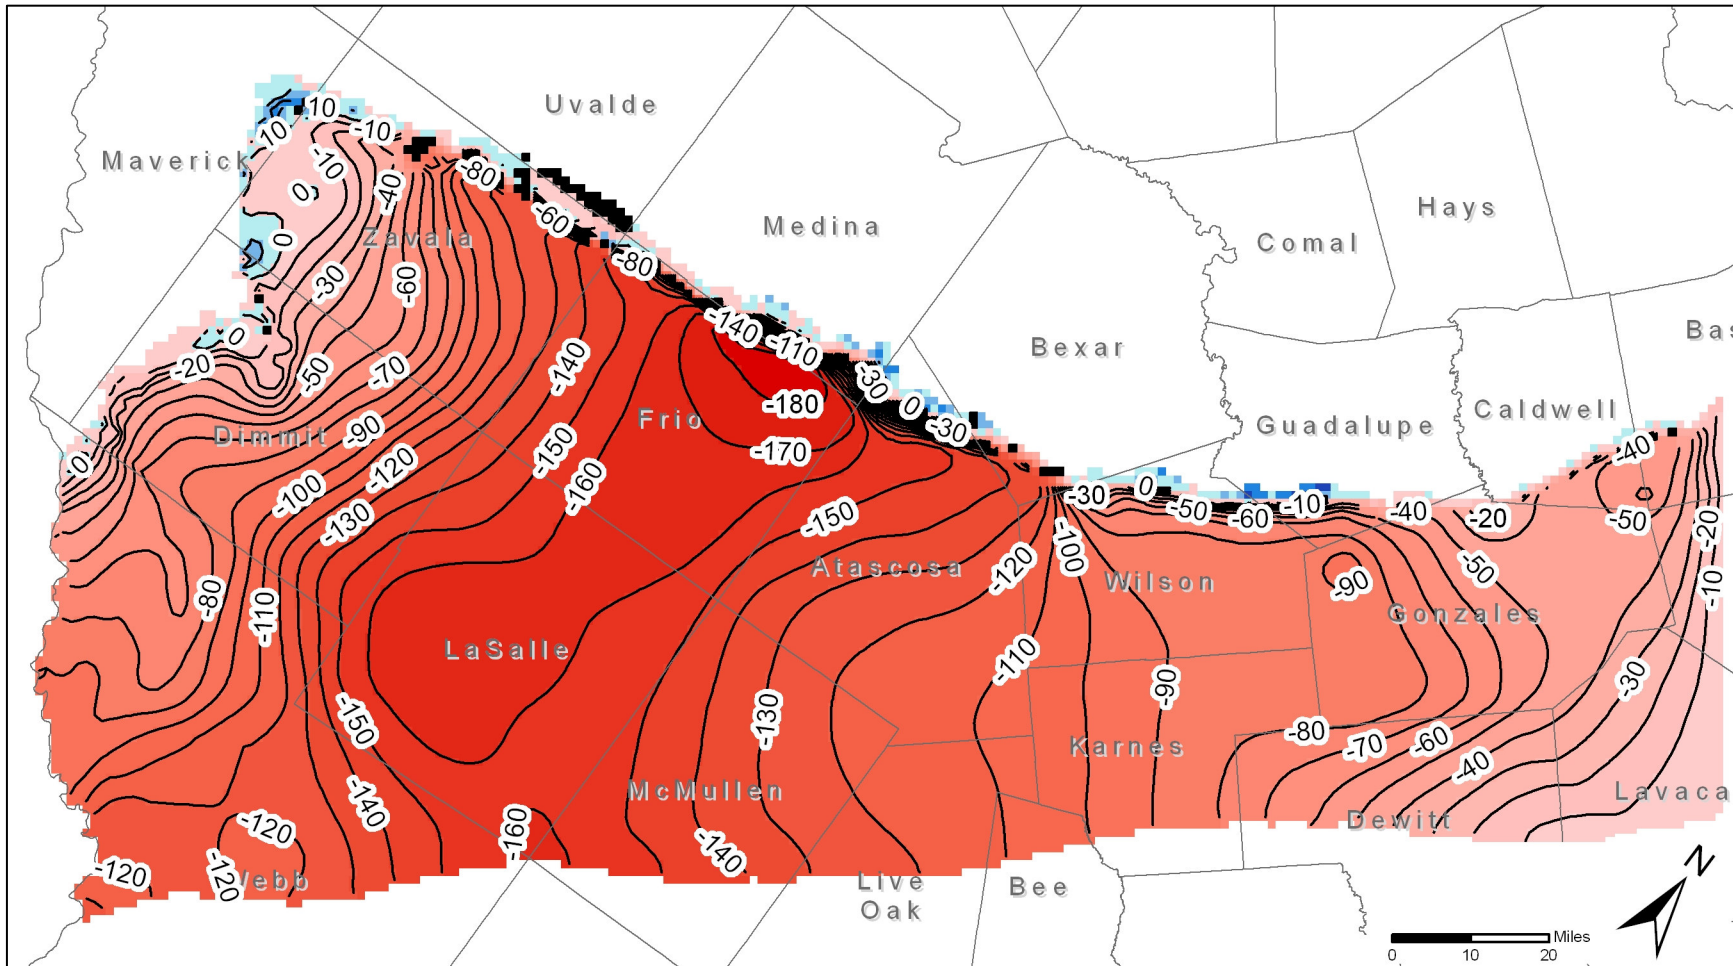 Uvalde
10
10
-10
Maverick
-10
-80
-40
0
-60
Medina
Hays
0
Zavala
Comal
-80
-30
-60
-140
0
-110
Bas
Bexar
-20
-50
-70
-140
-30
-180
0
Caldwell
Frio
Guadalupe
Dimmit
-90
-30
-150
-170
-40
-0
-120
-160
-100
-30
0
-50
-10
-40
-20
-50
-60
-130
-150
-20
-100
Atascosa
-120
Wilson
-50
-90
-10
-80
-110
Gonzales
LaSalle
-110
-90
-30
-130
-150
-80
-70
-60
Karnes
-40
McMullen
Lavaca
-140
Dewitt
-120
-160
-140
-120
-120
Webb
Live
Oak
Bee
N
Miles
0 10 20